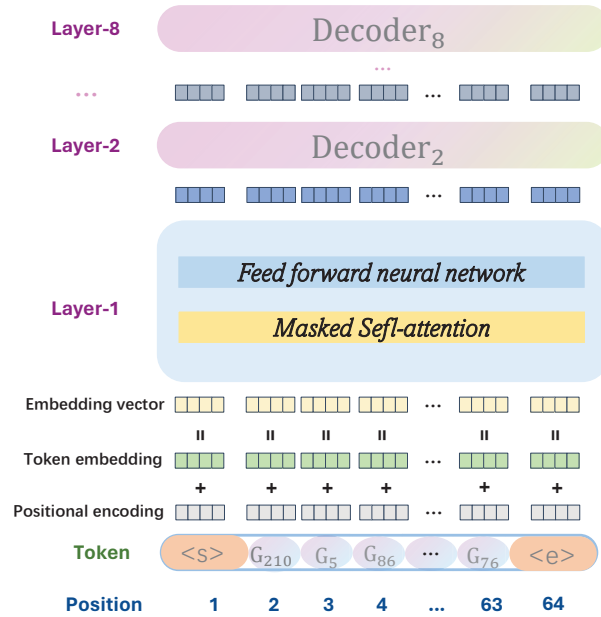 Layer-8 Decoder₈
... ... ...
Layer-2 Decoder₂
Feed forward neural network
Layer-1
Masked Sefl-attention
Embedding vector ...
= = = = = =
Token embedding ...
+ + + + + +
Positional encoding ...
Token <s> G₂₁₀ G₅ G₈₆ ... G₇₆ <e>
Position 1 2 3 4 ... 63 64